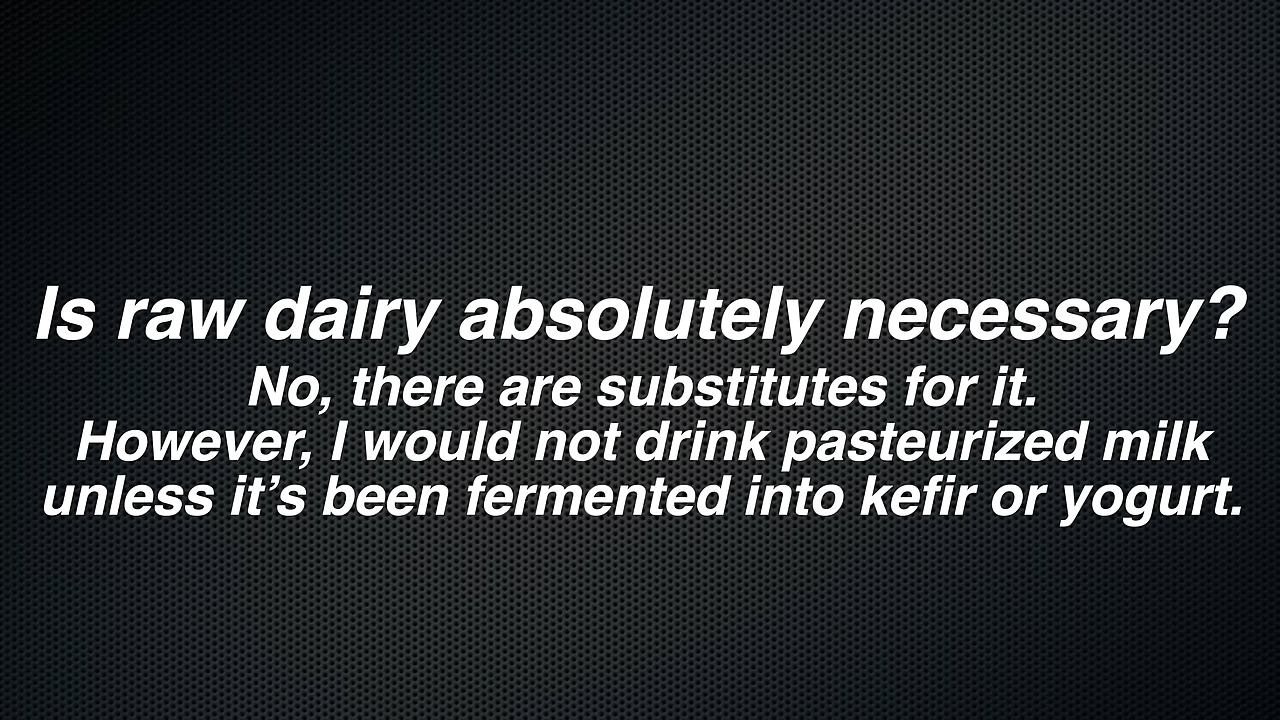 Is raw dairy absolutely necessary?
No, there are substitutes for it.
However, I would not drink pasteurized milk
unless it’s been fermented into kefir or yogurt.